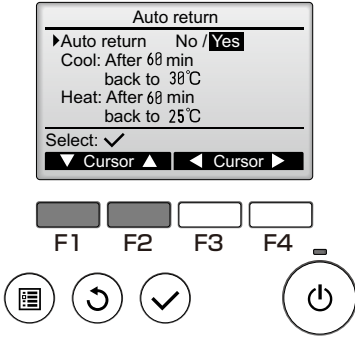 Auto return
Auto return No / Yes
Cool: After 60 min
back to 30°C
Heat: After 60 min
back to 25°C
Select: ✓
▼ Cursor ▲ ◀ Cursor ▶
F1 F2 F3 F4